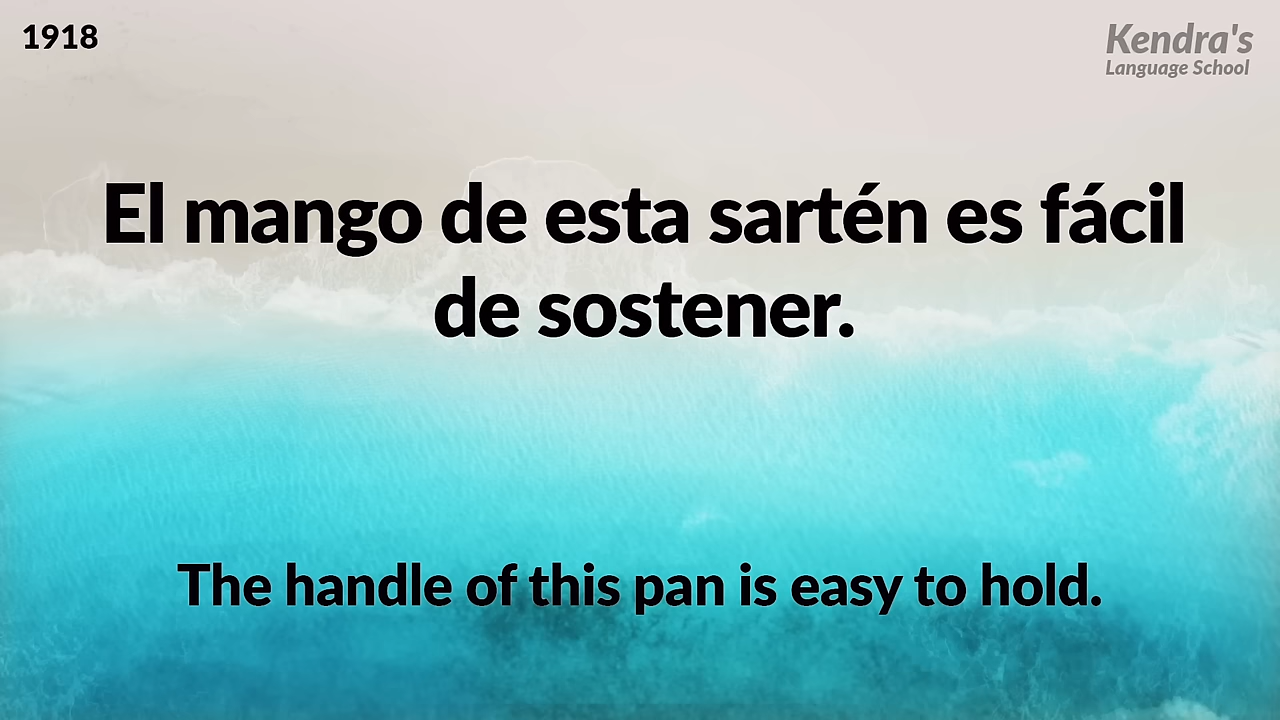 1918
Kendra's
Language School
El mango de esta sartén es fácil
de sostener.
The handle of this pan is easy to hold.